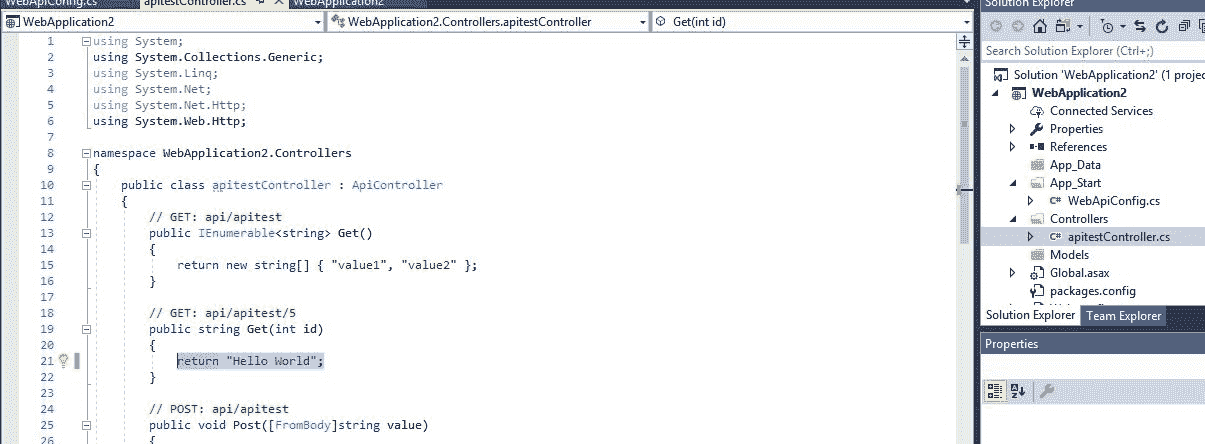 WebApiConfig.cs apitestController.cs WebApplication2
WebApplication2 WebApplication2.Controllers.apitestController Get(int id)
1 using System;
2 using System.Collections.Generic;
3 using System.Linq;
4 using System.Net;
5 using System.Net.Http;
6 using System.Web.Http;
7
8 namespace WebApplication2.Controllers
9 {
10 public class apitestController : ApiController
11 {
12 // GET: api/apitest
13 public IEnumerable<string> Get()
14 {
15 return new string[] { "value1", "value2" };
16 }
17
18 // GET: api/apitest/5
19 public string Get(int id)
20 {
21 return "Hello World";
22 }
23
24 // POST: api/apitest
25 public void Post([FromBody]string value)
26 {
Solution Explorer
Search Solution Explorer (Ctrl+;)
Solution 'WebApplication2' (1 projec
WebApplication2
Connected Services
Properties
References
App_Data
App_Start
C# WebApiConfig.cs
Controllers
C# apitestController.cs
Models
Global.asax
packages.config
Solution Explorer Team Explorer
Properties